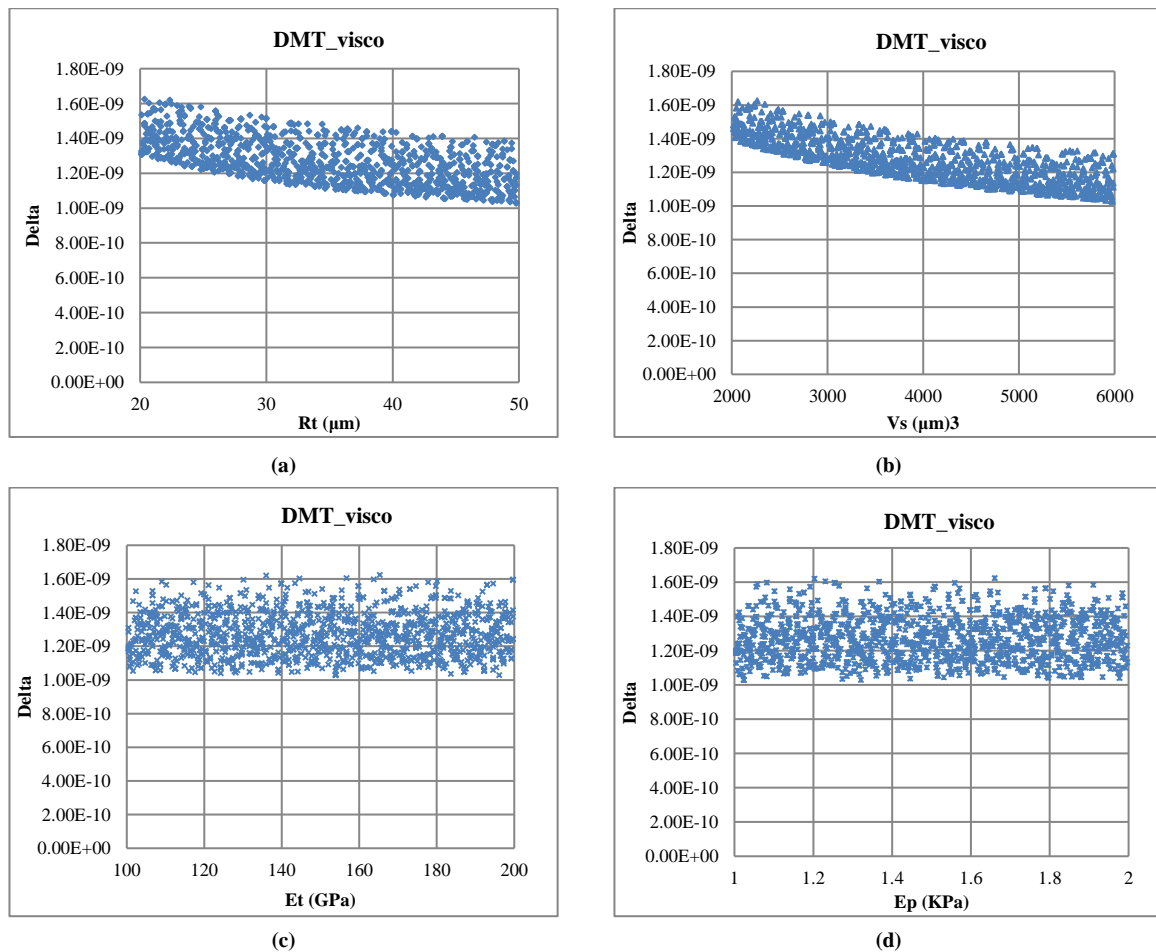 DMT_visco
1.80E-09
1.60E-09
1.40E-09
1.20E-09
1.00E-09
8.00E-10
6.00E-10
4.00E-10
2.00E-10
0.00E+00
Delta
20 30 40 50
Rt (µm)
(a)
DMT_visco
1.80E-09
1.60E-09
1.40E-09
1.20E-09
1.00E-09
8.00E-10
6.00E-10
4.00E-10
2.00E-10
0.00E+00
Delta
2000 3000 4000 5000 6000
Vs (µm)3
(b)
DMT_visco
1.80E-09
1.60E-09
1.40E-09
1.20E-09
1.00E-09
8.00E-10
6.00E-10
4.00E-10
2.00E-10
0.00E+00
Delta
100 120 140 160 180 200
Et (GPa)
(c)
DMT_visco
1.80E-09
1.60E-09
1.40E-09
1.20E-09
1.00E-09
8.00E-10
6.00E-10
4.00E-10
2.00E-10
0.00E+00
Delta
1 1.2 1.4 1.6 1.8 2
Ep (KPa)
(d)